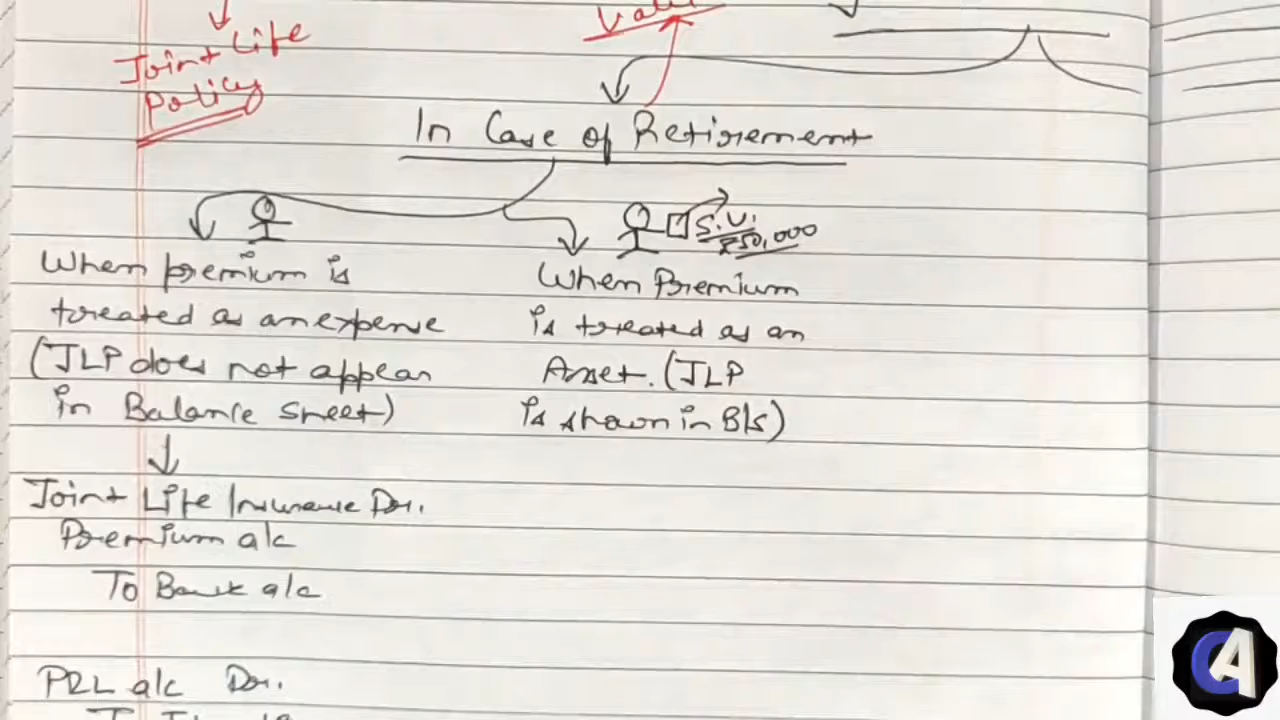 Value
Joint Life
Policy
In Case of Retirement
S.V.
₹50,000
When premium is
treated as an expense
(JLP does not appear
in Balance Sheet)
When Premium
is treated as an
Asset. (JLP
is shown in B/s)
Joint Life Insurance Dr.
Premium a/c
To Bank a/c
P&L a/c Dr.
CA